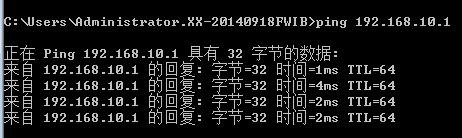 C:\Users\Administrator.XX-20140918FWIB>ping 192.168.10.1
正在 Ping 192.168.10.1 具有 32 字节的数据:
来自 192.168.10.1 的回复: 字节=32 时间=1ms TTL=64
来自 192.168.10.1 的回复: 字节=32 时间=4ms TTL=64
来自 192.168.10.1 的回复: 字节=32 时间=2ms TTL=64
来自 192.168.10.1 的回复: 字节=32 时间=2ms TTL=64